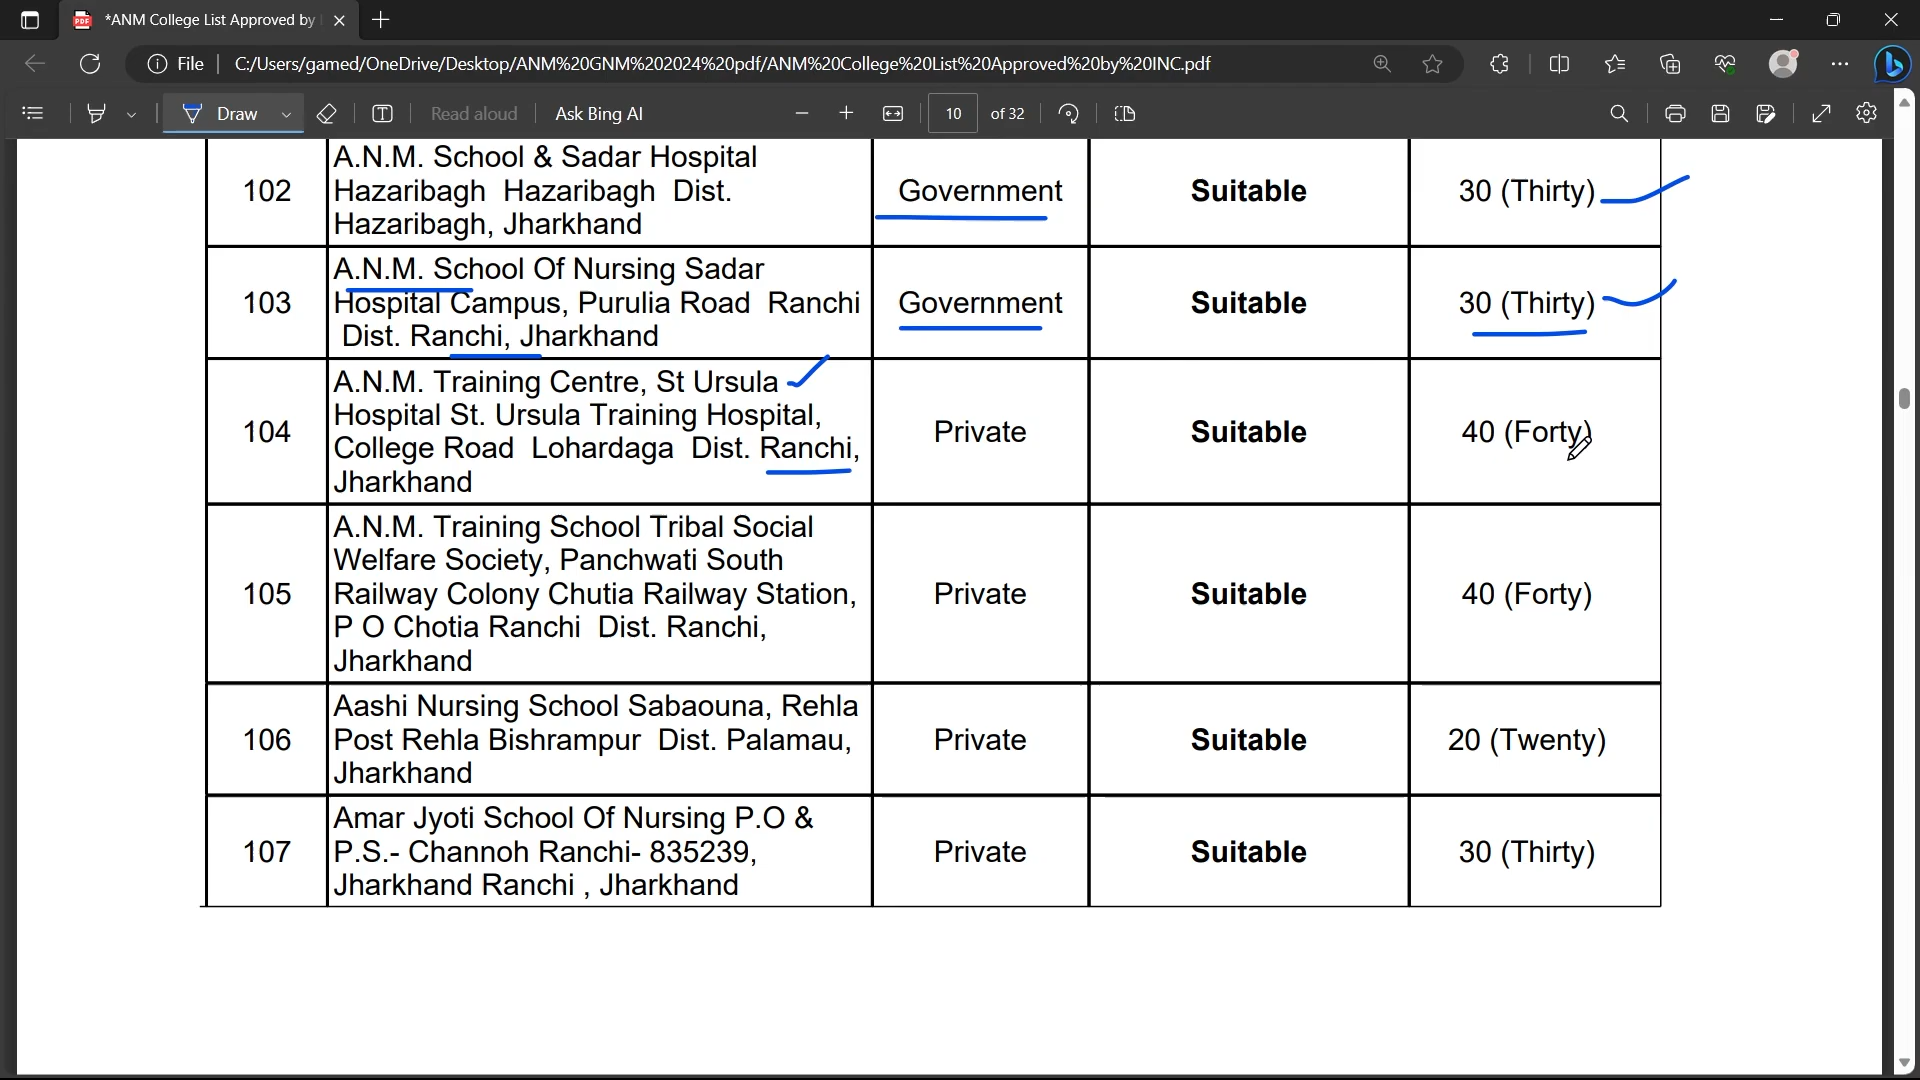 *ANM College List Approved by
File
C:/Users/gamed/OneDrive/Desktop/ANM%20GNM%202024%20pdf/ANM%20College%20List%20Approved%20by%20INC.pdf
Draw
Read aloud
Ask Bing AI
10 of 32
102
A.N.M. School & Sadar Hospital
Hazaribagh Hazaribagh Dist.
Hazaribagh, Jharkhand
Government
Suitable
30 (Thirty)
103
A.N.M. School Of Nursing Sadar
Hospital Campus, Purulia Road Ranchi
Dist. Ranchi, Jharkhand
Government
Suitable
30 (Thirty)
104
A.N.M. Training Centre, St Ursula
Hospital St. Ursula Training Hospital,
College Road Lohardaga Dist. Ranchi,
Jharkhand
Private
Suitable
40 (Forty)
105
A.N.M. Training School Tribal Social
Welfare Society, Panchwati South
Railway Colony Chutia Railway Station,
P O Chotia Ranchi Dist. Ranchi,
Jharkhand
Private
Suitable
40 (Forty)
106
Aashi Nursing School Sabaouna, Rehla
Post Rehla Bishrampur Dist. Palamau,
Jharkhand
Private
Suitable
20 (Twenty)
107
Amar Jyoti School Of Nursing P.O &
P.S.- Channoh Ranchi- 835239,
Jharkhand Ranchi , Jharkhand
Private
Suitable
30 (Thirty)